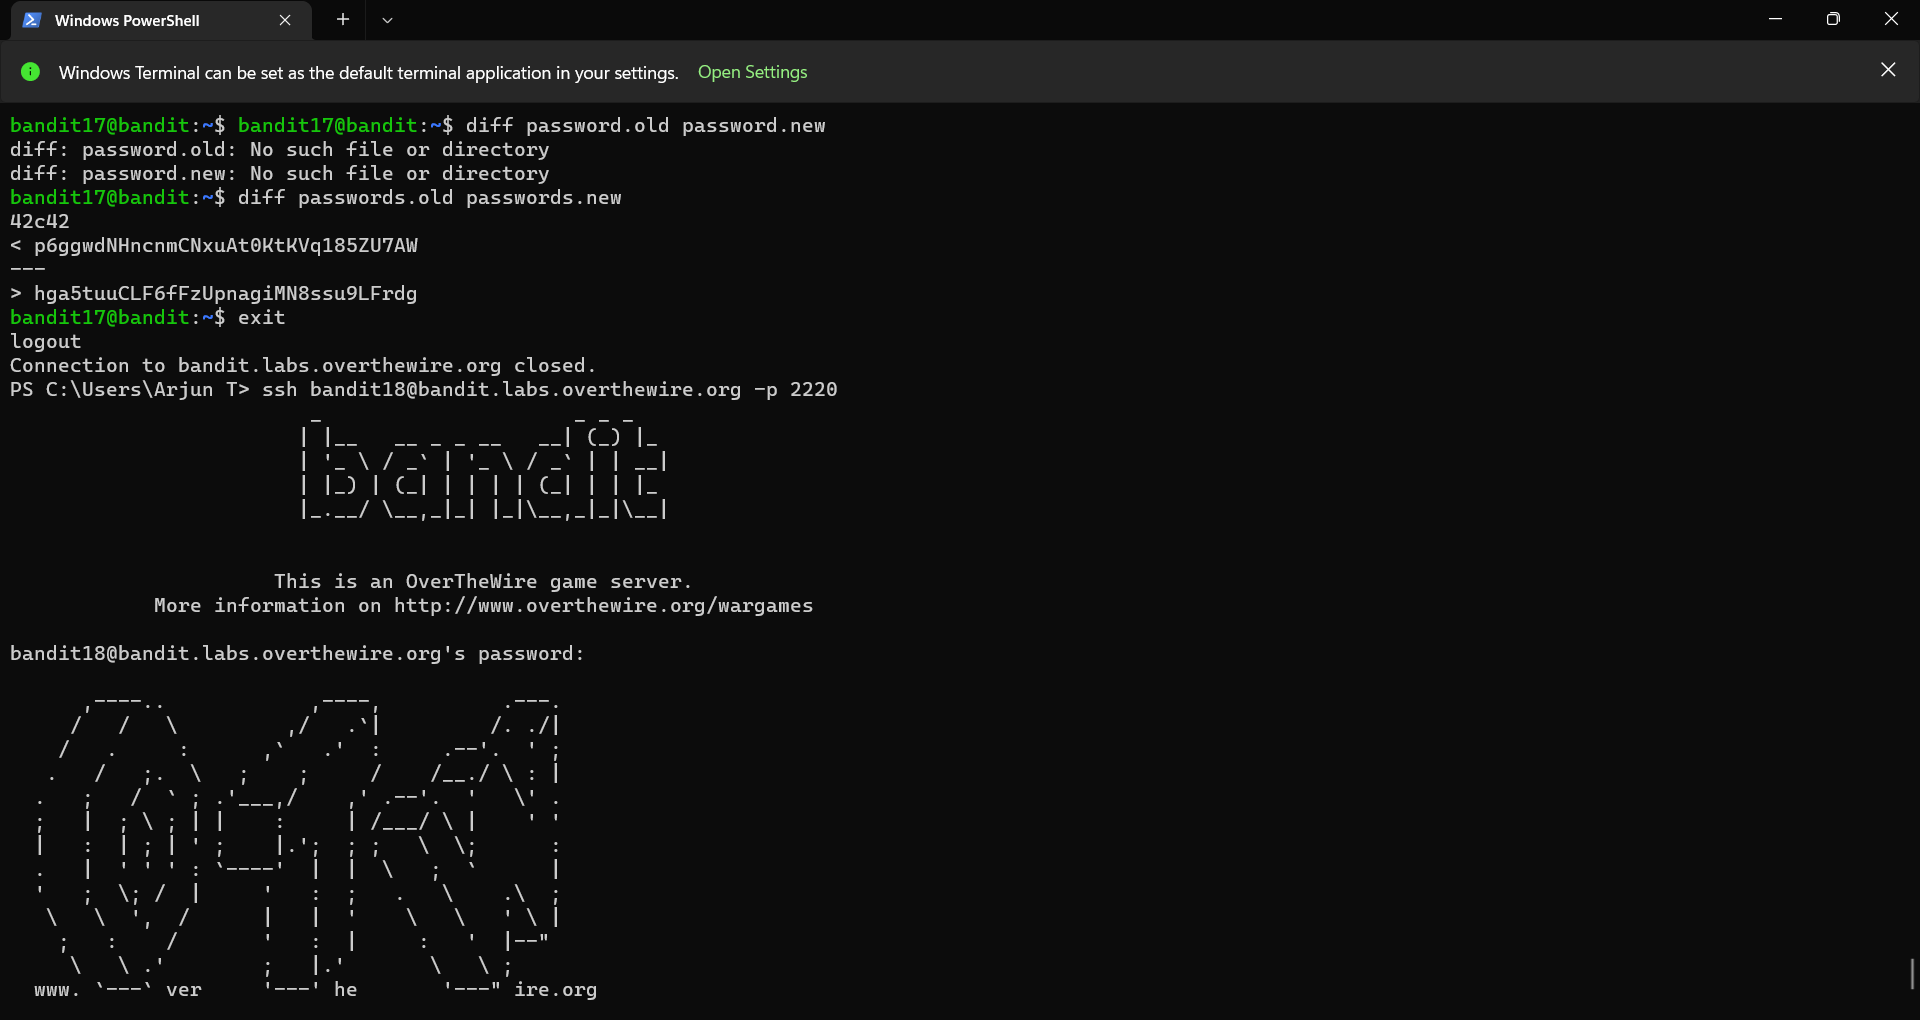 Windows PowerShell
Windows Terminal can be set as the default terminal application in your settings. Open Settings
bandit17@bandit:~$ bandit17@bandit:~$ diff password.old password.new
diff: password.old: No such file or directory
diff: password.new: No such file or directory
bandit17@bandit:~$ diff passwords.old passwords.new
42c42
< p6ggwdNHncnmCNxuAt0KtKVq185ZU7AW
---
> hga5tuuCLF6fFzUpnagiMN8ssu9LFrdg
bandit17@bandit:~$ exit
logout
Connection to bandit.labs.overthewire.org closed.
PS C:\Users\Arjun T> ssh bandit18@bandit.labs.overthewire.org -p 2220
bandit
This is an OverTheWire game server.
More information on http://www.overthewire.org/wargames
bandit18@bandit.labs.overthewire.org's password:
www. `---` ver '---' he '---" ire.org